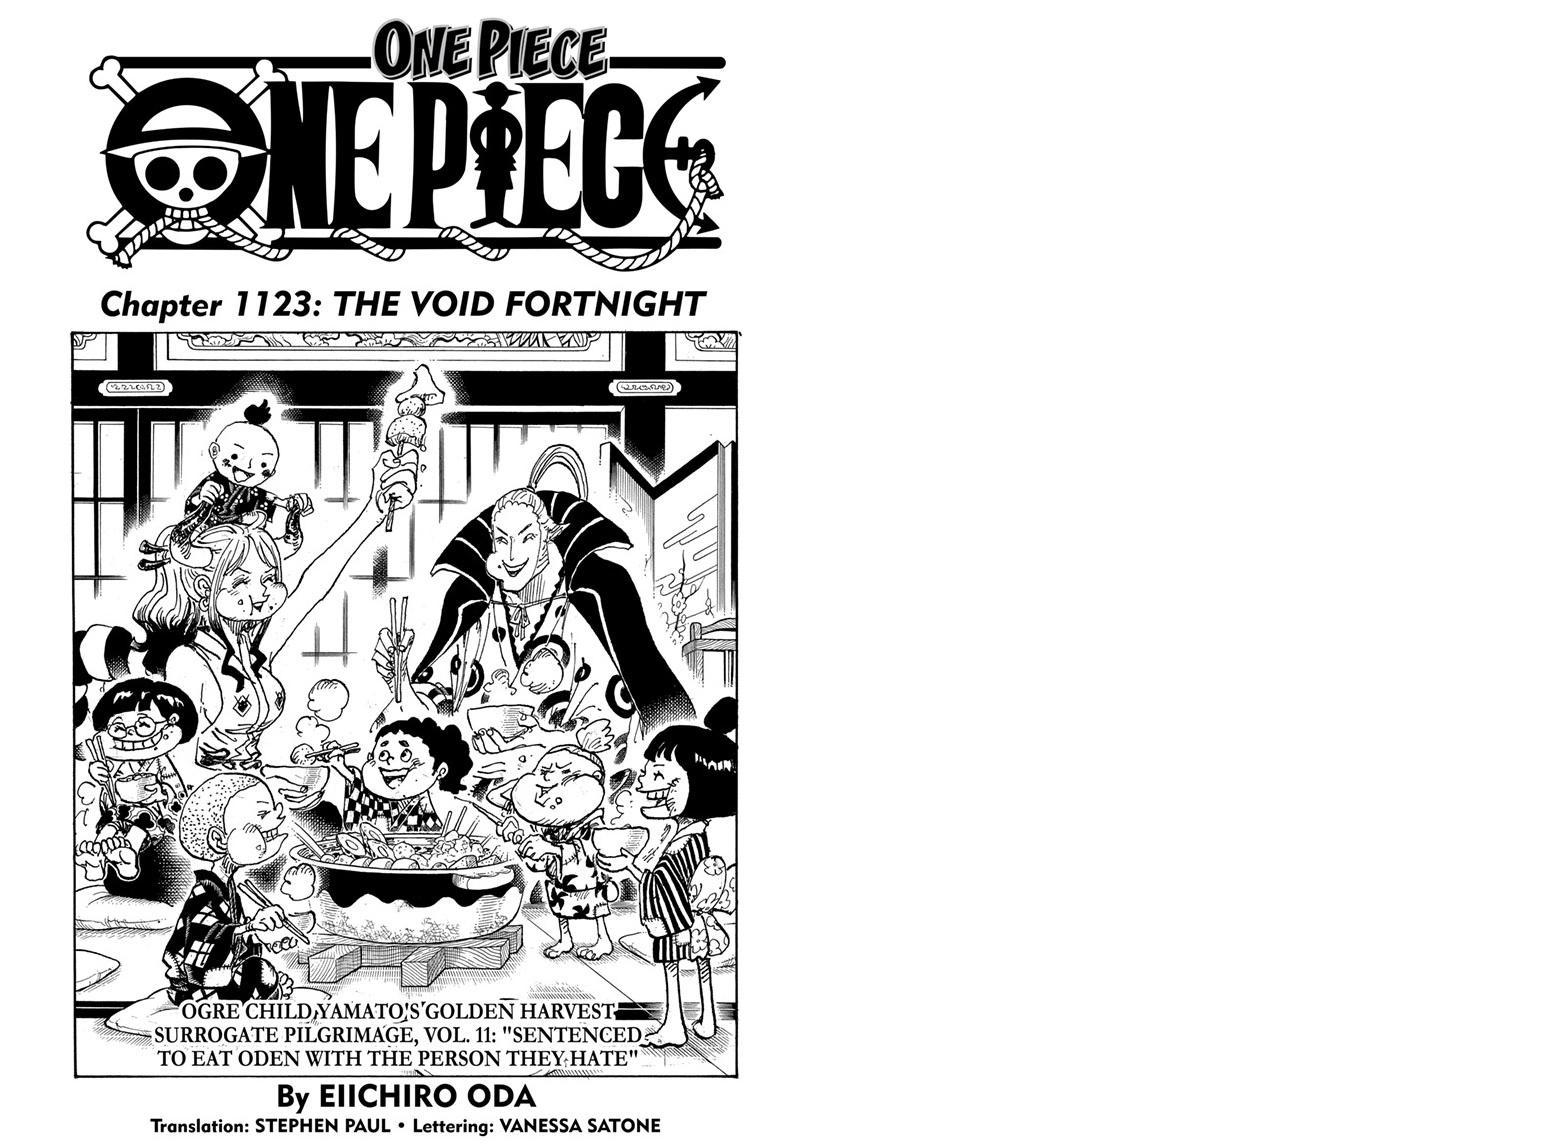 ONE PIECE
ONE PIECE
Chapter 1123: THE VOID FORTNIGHT
OGRE CHILD YAMATO'S GOLDEN HARVEST
SURROGATE PILGRIMAGE, VOL. 11: "SENTENCED
TO EAT ODEN WITH THE PERSON THEY HATE"
By EIICHIRO ODA
Translation: STEPHEN PAUL • Lettering: VANESSA SATONE